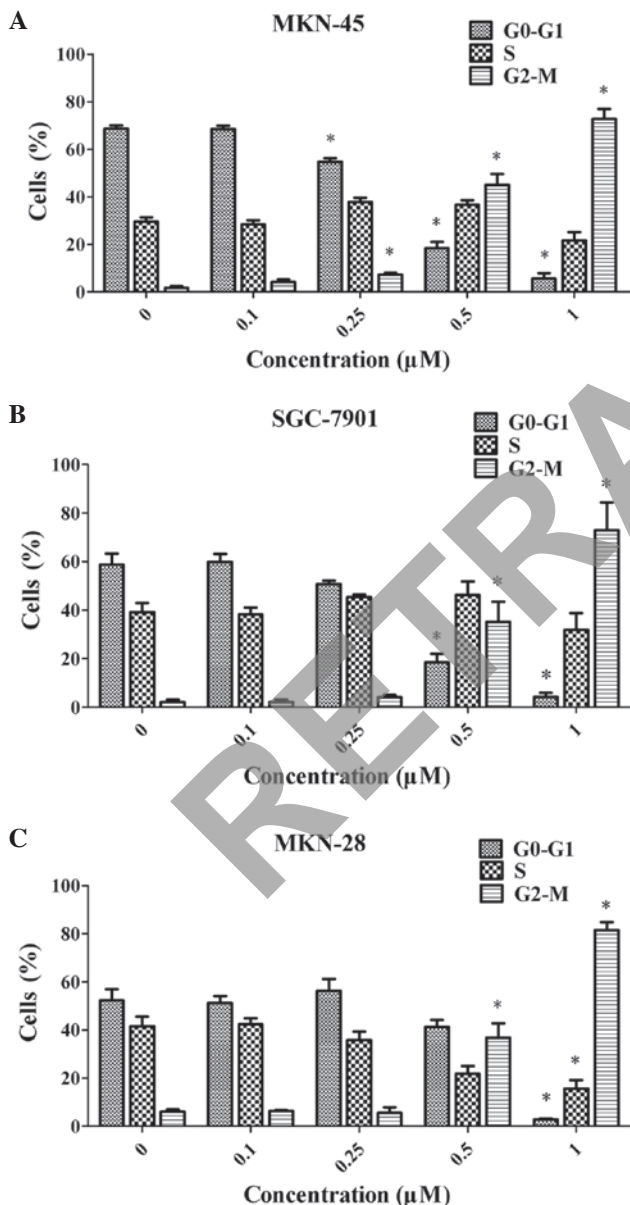 A
MKN-45
G0-G1
S
G2-M
Cells (%)
100
80
60
40
20
0
* * * * * *
0 0.1 0.25 0.5 1
Concentration (µM)
B
SGC-7901
G0-G1
S
G2-M
Cells (%)
100
80
60
40
20
0
* * * *
0 0.1 0.25 0.5 1
Concentration (µM)
C
MKN-28
G0-G1
S
G2-M
Cells (%)
100
80
60
40
20
0
* * * *
0 0.1 0.25 0.5 1
Concentration (µM)
RETRA